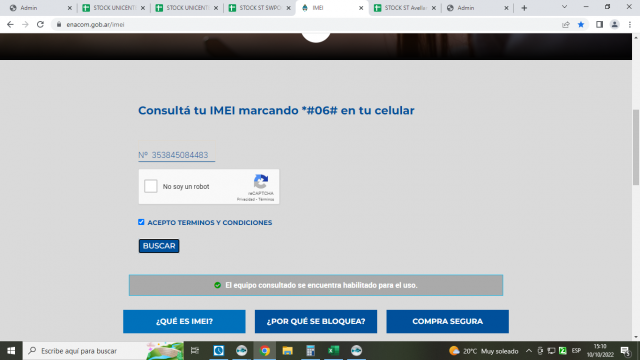 Admin
STOCK UNICENTR
STOCK UNICENTR
STOCK ST SWPO
IMEI
STOCK ST Avella
Admin
enacom.gob.ar/imei
Consultá tu IMEI marcando *#06# en tu celular
Nº 353845084483
No soy un robot
reCAPTCHA
Privacidad - Términos
ACEPTO TERMINOS Y CONDICIONES
BUSCAR
El equipo consultado se encuentra habilitado para el uso.
¿QUÉ ES IMEI?
¿POR QUÉ SE BLOQUEA?
COMPRA SEGURA
Escribe aquí para buscar
20°C Muy soleado
ESP
15:10
10/10/2022